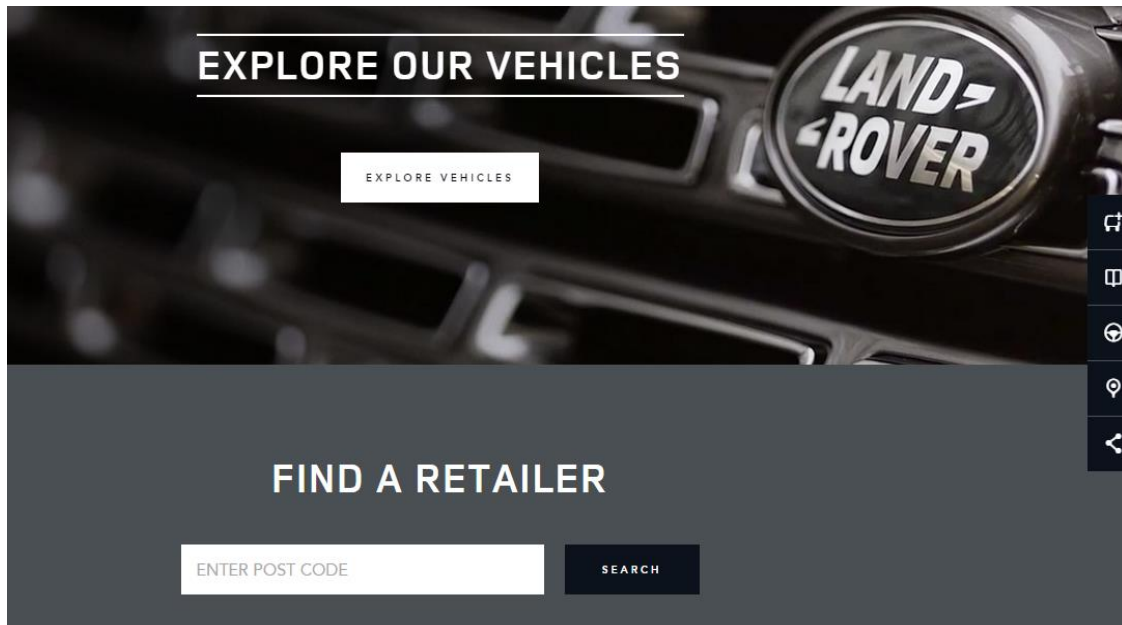 EXPLORE OUR VEHICLES
LAND-
ROVER
EXPLORE VEHICLES
FIND A RETAILER
ENTER POST CODE
SEARCH